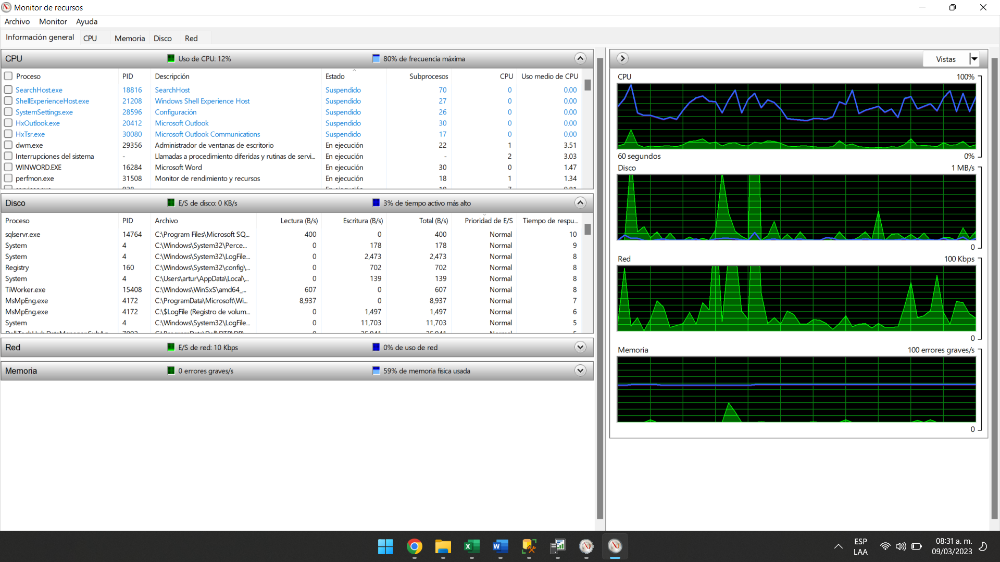 Monitor de recursos
Archivo Monitor Ayuda
Información general CPU Memoria Disco Red
CPU Uso de CPU: 12% 80% de frecuencia máxima
Proceso PID Descripción Estado Subprocesos CPU Uso medio de CPU
SearchHost.exe 18816 SearchHost Suspendido 70 0 0.00
ShellExperienceHost.exe 21208 Windows Shell Experience Host Suspendido 27 0 0.00
SystemSettings.exe 28596 Configuración Suspendido 26 0 0.00
HxOutlook.exe 20412 Microsoft Outlook Suspendido 30 0 0.00
HxTsr.exe 30080 Microsoft Outlook Communications Suspendido 17 0 0.00
dwm.exe 29356 Administrador de ventanas de escritorio En ejecución 22 1 3.51
Interrupciones del sistema - Llamadas a procedimiento diferidas y rutinas de servi... En ejecución - 2 3.03
WINWORD.EXE 16284 Microsoft Word En ejecución 30 0 1.47
perfmon.exe 31508 Monitor de rendimiento y recursos En ejecución 18 1 1.34
Disco E/S de disco: 0 KB/s 3% de tiempo activo más alto
Proceso PID Archivo Lectura (B/s) Escritura (B/s) Total (B/s) Prioridad de E/S Tiempo de respu...
sqlservr.exe 14764 C:\Program Files\Microsoft SQ... 400 0 400 Normal 10
System 4 C:\Windows\System32\Perce... 0 178 178 Normal 9
System 4 C:\Windows\System32\LogFile... 0 2,473 2,473 Normal 8
Registry 160 C:\Windows\System32\config\... 0 702 702 Normal 8
System 4 C:\Users\artur\AppData\Local\... 0 139 139 Normal 8
TiWorker.exe 15408 C:\Windows\WinSxS\amd64_... 607 0 607 Normal 8
MsMpEng.exe 4172 C:\ProgramData\Microsoft\Wi... 8,937 0 8,937 Normal 7
MsMpEng.exe 4172 C:\$LogFile (Registro de volum... 0 1,497 1,497 Normal 6
System 4 C:\Windows\System32\LogFile... 0 11,703 11,703 Normal 5
Red E/S de red: 10 Kbps 0% de uso de red
Memoria 0 errores graves/s 59% de memoria física usada
Vistas
CPU 100%
60 segundos 0%
Disco 1 MB/s
0
Red 100 Kbps
0
Memoria 100 errores graves/s
0
ESP
LAA
08:31 a. m.
09/03/2023